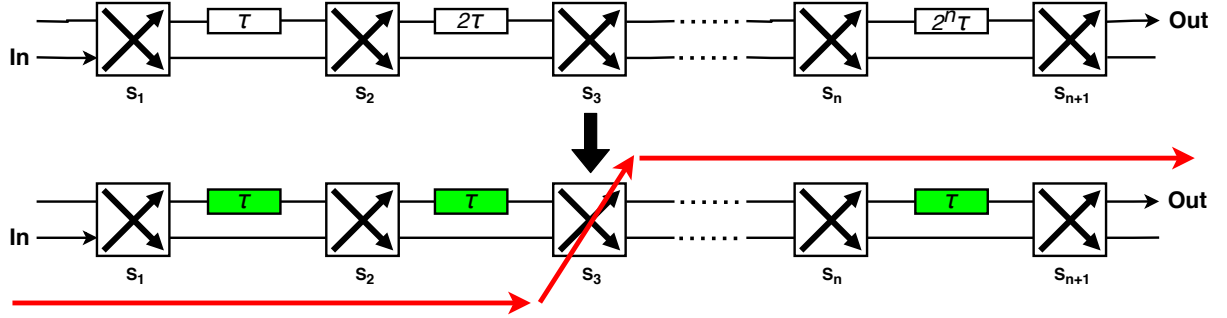 τ 2τ 2ⁿτ Out
In
S₁ S₂ S₃ Sₙ Sₙ₊₁
τ τ τ Out
In
S₁ S₂ S₃ Sₙ Sₙ₊₁